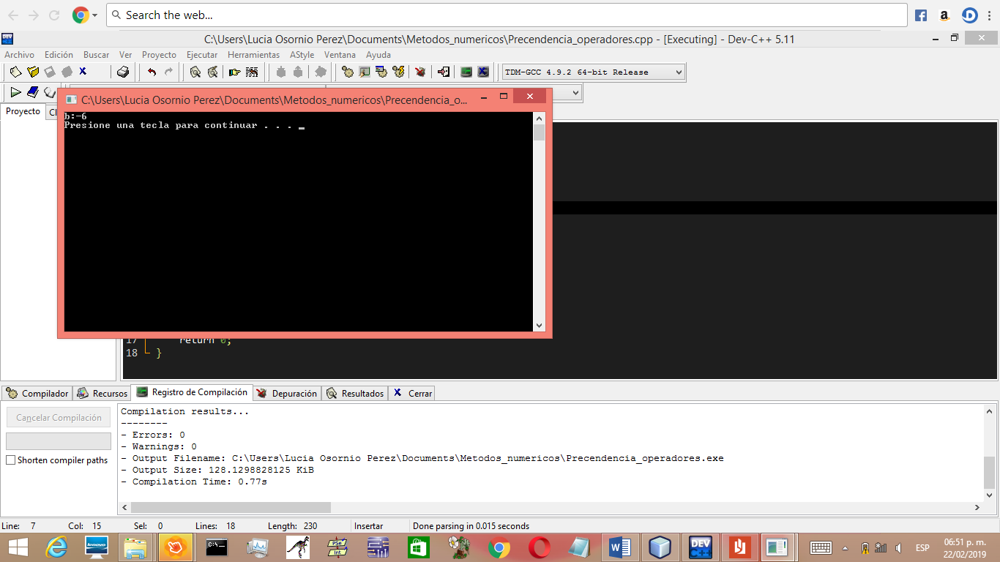 Search the web...
C:\Users\Lucia Osornio Perez\Documents\Metodos_numericos\Precendencia_operadores.cpp - [Executing] - Dev-C++ 5.11
Archivo Edición Buscar Ver Proyecto Ejecutar Herramientas AStyle Ventana Ayuda
TDM-GCC 4.9.2 64-bit Release
C:\Users\Lucia Osornio Perez\Documents\Metodos_numericos\Precendencia_o...
Proyecto Cl
b:-6
Presione una tecla para continuar . . .
17 return 0;
18 }
Compilador Recursos Registro de Compilación Depuración Resultados Cerrar
Cancelar Compilación
Shorten compiler paths
Compilation results...
--------
- Errors: 0
- Warnings: 0
- Output Filename: C:\Users\Lucia Osornio Perez\Documents\Metodos_numericos\Precendencia_operadores.exe
- Output Size: 128.1298828125 KiB
- Compilation Time: 0.77s
Line: 7 Col: 15 Sel: 0 Lines: 18 Length: 230 Insertar Done parsing in 0.015 seconds
lenovo
C:\_
PSe Int
DEV C++
ESP
06:51 p. m.
22/02/2019